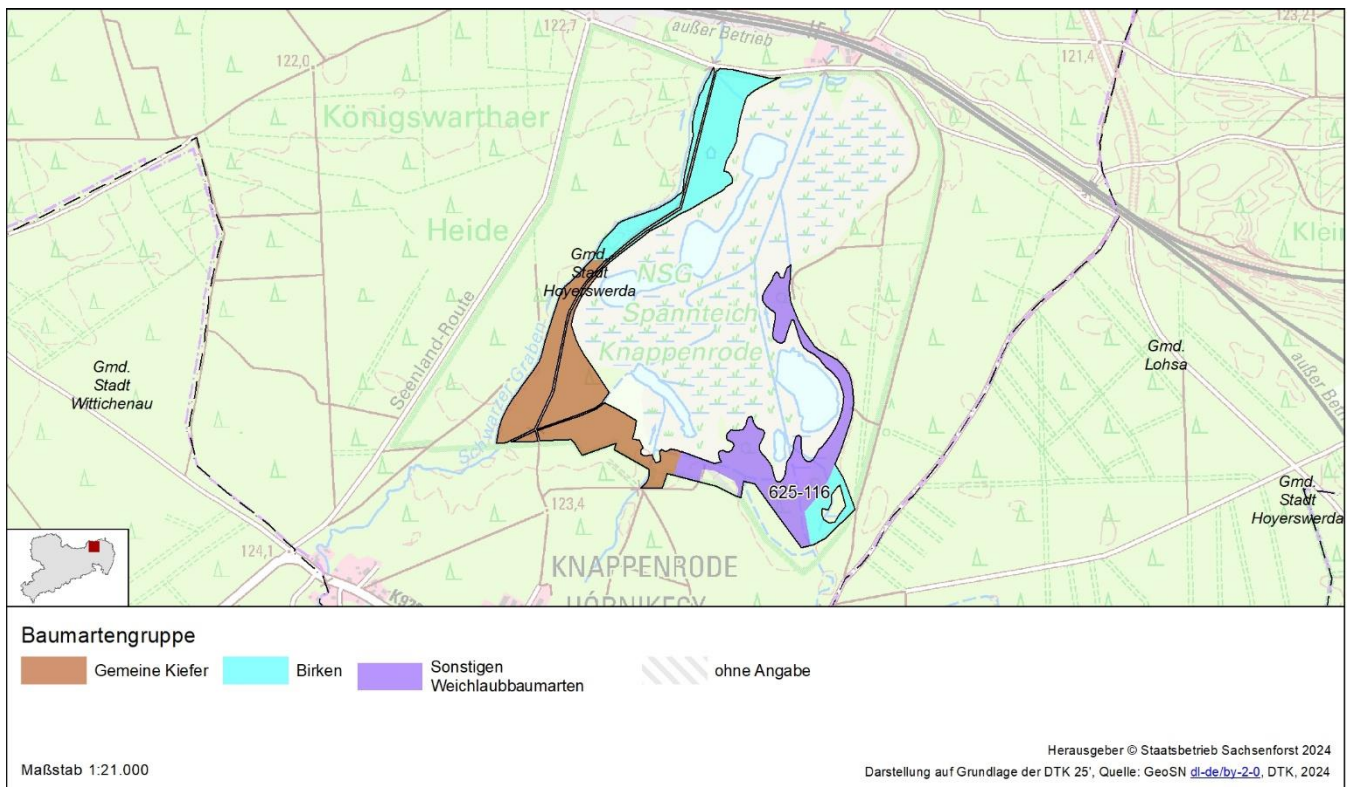 122,7
außer Betrieb
123,2
122,0
121,4
Königswarthaer
Heide
Klein
Gmd.
Stadt
Hoyerswerda
NSG
Spannteich
Knappenrode
Seenland-Route
Schwarzer Graben
Gmd.
Stadt
Wittichenau
Gmd.
Lohsa
außer Betr
625-116
Gmd.
Stadt
Hoyerswerda
123,4
124,1
KNAPPENRODE
HÓRNIKECY
K92
Baumartengruppe
Gemeine Kiefer
Birken
Sonstigen
Weichlaubbaumarten
ohne Angabe
Maßstab 1:21.000
Herausgeber © Staatsbetrieb Sachsenforst 2024
Darstellung auf Grundlage der DTK 25', Quelle: GeoSN dl-de/by-2-0, DTK, 2024